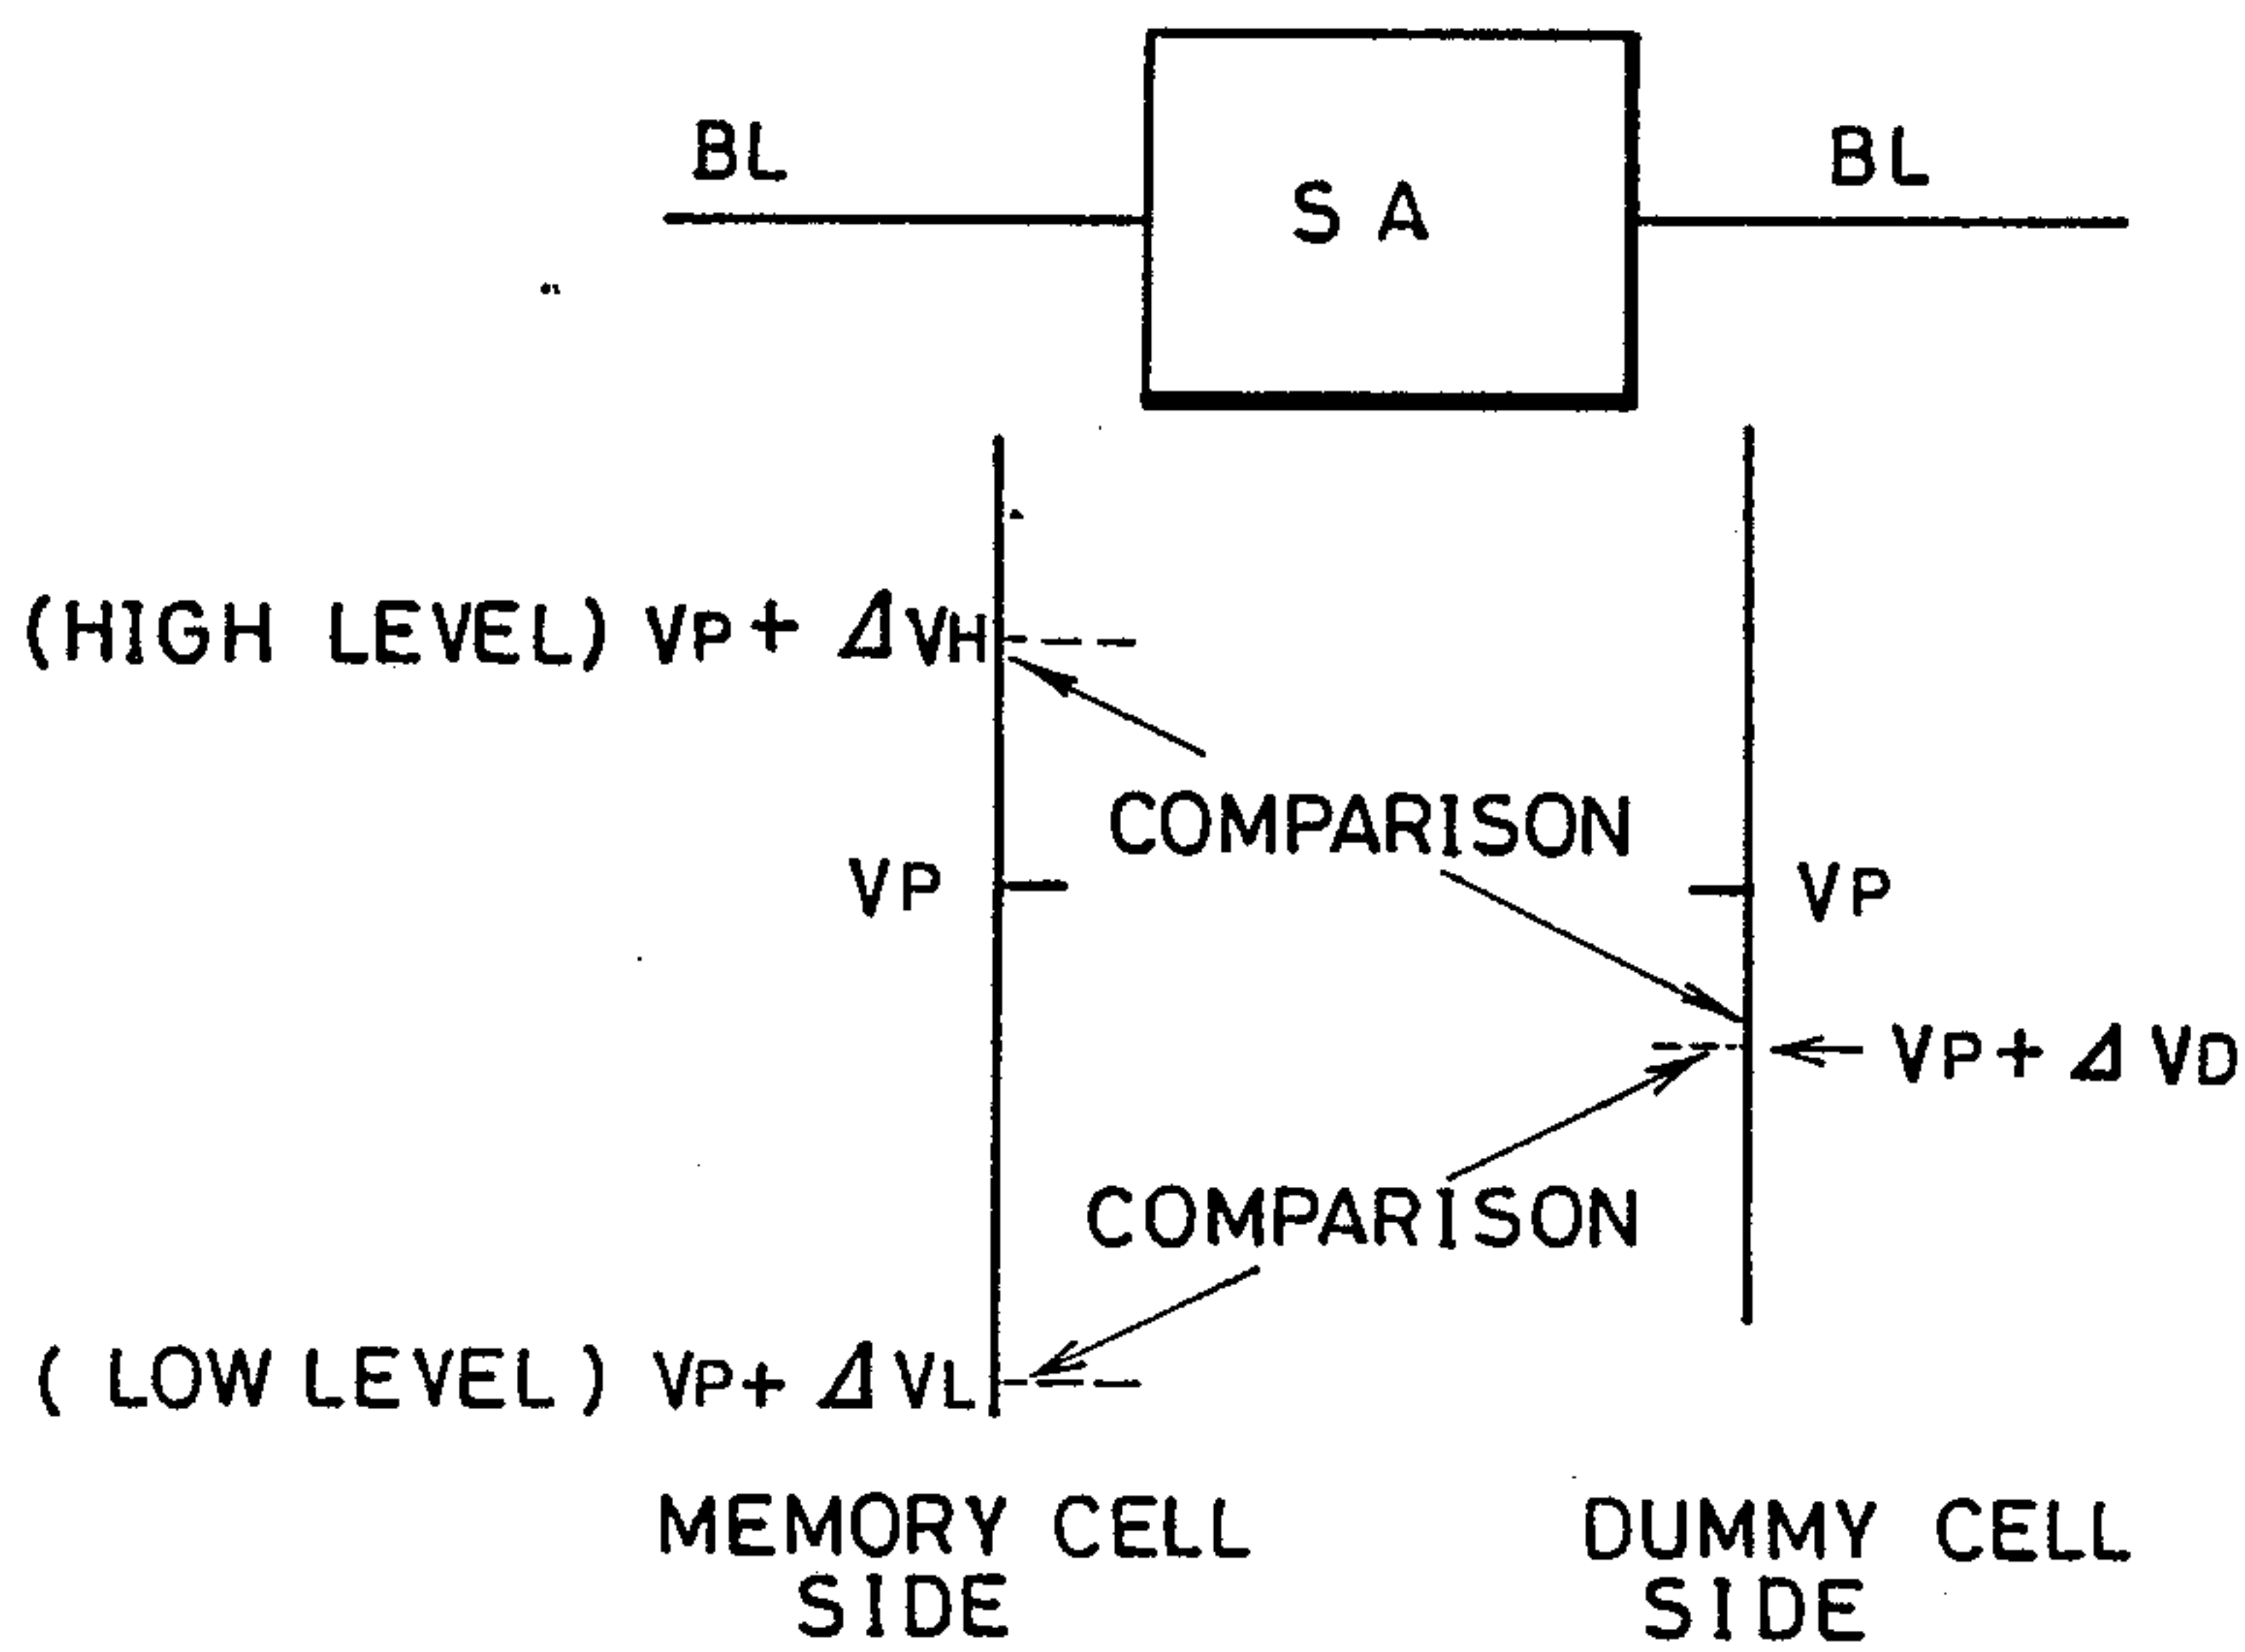 BL
SA
BL
(HIGH LEVEL) VP + ΔVH
COMPARISON
VP
VP
VP + ΔVD
COMPARISON
(LOW LEVEL) VP + ΔVL
MEMORY CELL
SIDE
DUMMY CELL
SIDE